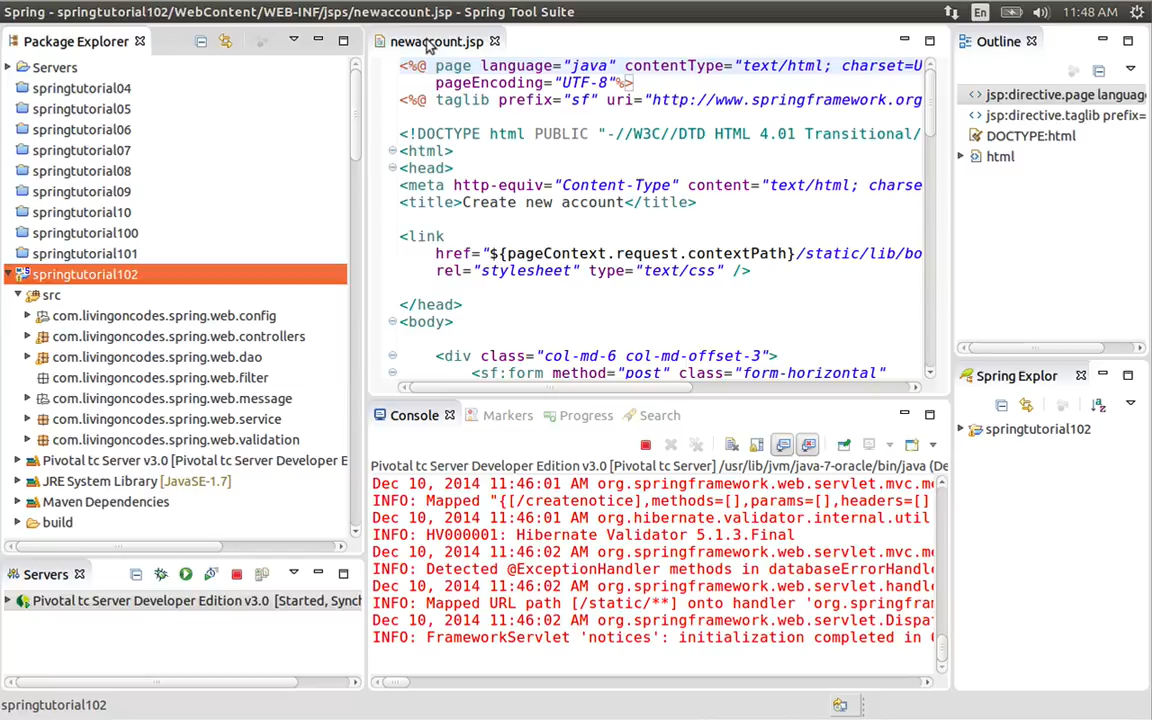 Spring - springtutorial102/WebContent/WEB-INF/jsps/newaccount.jsp - Spring Tool Suite
En
11:48 AM
Package Explorer
Servers
springtutorial04
springtutorial05
springtutorial06
springtutorial07
springtutorial08
springtutorial09
springtutorial10
springtutorial100
springtutorial101
springtutorial102
src
com.livingoncodes.spring.web.config
com.livingoncodes.spring.web.controllers
com.livingoncodes.spring.web.dao
com.livingoncodes.spring.web.filter
com.livingoncodes.spring.web.message
com.livingoncodes.spring.web.service
com.livingoncodes.spring.web.validation
Pivotal tc Server v3.0 [Pivotal tc Server Developer E
JRE System Library [JavaSE-1.7]
Maven Dependencies
build
Servers
Pivotal tc Server Developer Edition v3.0 [Started, Synch
newaccount.jsp
<%@ page language="java" contentType="text/html; charset=U
pageEncoding="UTF-8"%>
<%@ taglib prefix="sf" uri="http://www.springframework.org
<!DOCTYPE html PUBLIC "-//W3C//DTD HTML 4.01 Transitional/
<html>
<head>
<meta http-equiv="Content-Type" content="text/html; charse
<title>Create new account</title>
<link
href="${pageContext.request.contextPath}/static/lib/bo
rel="stylesheet" type="text/css" />
</head>
<body>
<div class="col-md-6 col-md-offset-3">
<sf:form method="post" class="form-horizontal"
Console
Markers
Progress
Search
Pivotal tc Server Developer Edition v3.0 [Pivotal tc Server] /usr/lib/jvm/java-7-oracle/bin/java (De
Dec 10, 2014 11:46:01 AM org.springframework.web.servlet.mvc.me
INFO: Mapped "{[/createnotice],methods=[],params=[],headers=[]
Dec 10, 2014 11:46:01 AM org.hibernate.validator.internal.util
INFO: HV000001: Hibernate Validator 5.1.3.Final
Dec 10, 2014 11:46:02 AM org.springframework.web.servlet.mvc.me
INFO: Detected @ExceptionHandler methods in databaseErrorHandle
Dec 10, 2014 11:46:02 AM org.springframework.web.servlet.handl
INFO: Mapped URL path [/static/**] onto handler 'org.springfram
Dec 10, 2014 11:46:02 AM org.springframework.web.servlet.Dispa
INFO: FrameworkServlet 'notices': initialization completed in
Outline
jsp:directive.page languag
jsp:directive.taglib prefix=
DOCTYPE:html
html
Spring Explor
springtutorial102
springtutorial102